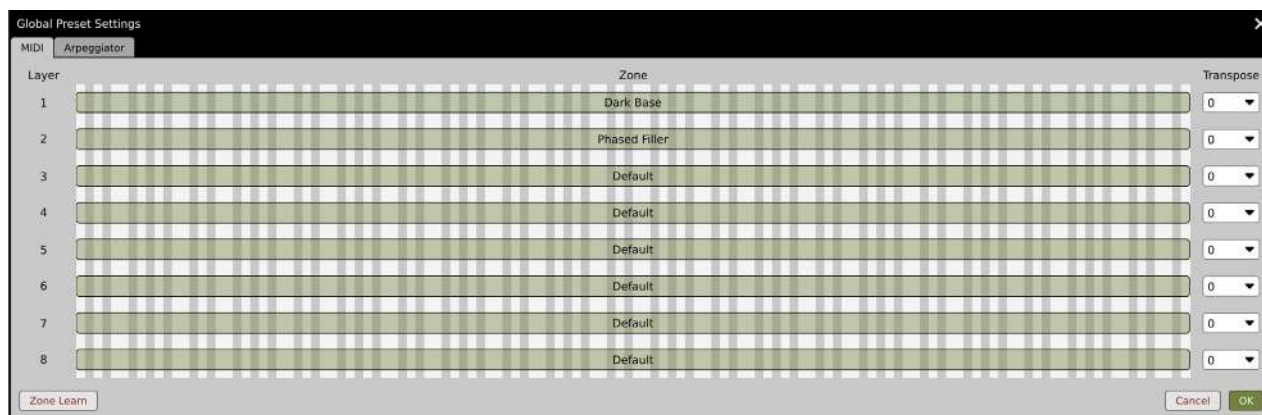 Global Preset Settings
MIDI Arpeggiator
Layer Zone Transpose
1 Dark Base 0
2 Phased Filler 0
3 Default 0
4 Default 0
5 Default 0
6 Default 0
7 Default 0
8 Default 0
Zone Learn Cancel OK